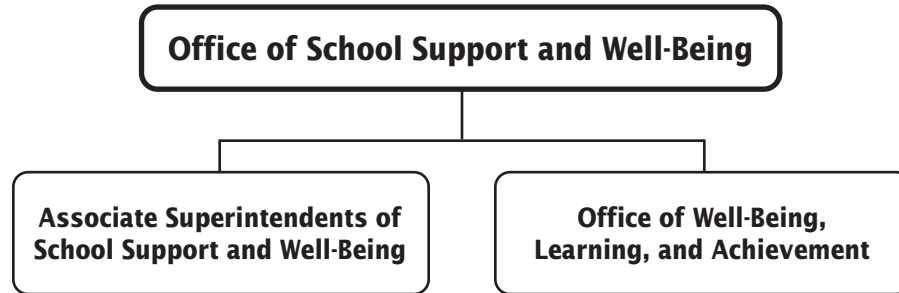 Office of School Support and Well-Being
Associate Superintendents of
School Support and Well-Being
Office of Well-Being,
Learning, and Achievement